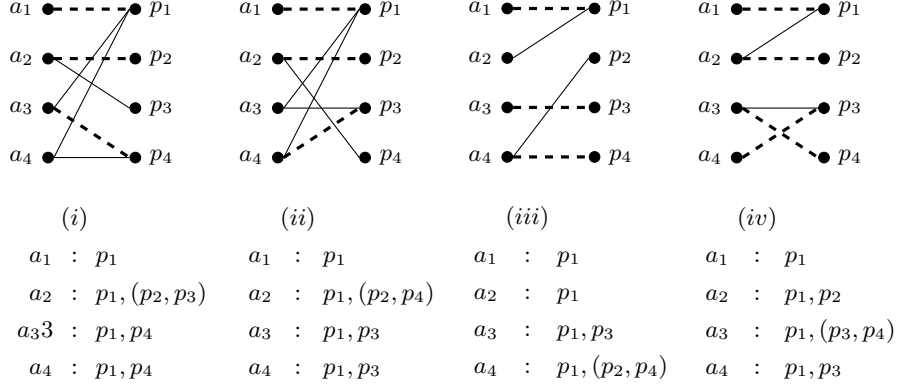 a₁ p₁ a₁ p₁ a₁ p₁ a₁ p₁
a₂ p₂ a₂ p₂ a₂ p₂ a₂ p₂
a₃ p₃ a₃ p₃ a₃ p₃ a₃ p₃
a₄ p₄ a₄ p₄ a₄ p₄ a₄ p₄
(i) (ii) (iii) (iv)
a₁ : p₁ a₁ : p₁ a₁ : p₁ a₁ : p₁
a₂ : p₁, (p₂, p₃) a₂ : p₁, (p₂, p₄) a₂ : p₁ a₂ : p₁, p₂
a₃3 : p₁, p₄ a₃ : p₁, p₃ a₃ : p₁, p₃ a₃ : p₁, (p₃, p₄)
a₄ : p₁, p₄ a₄ : p₁, p₃ a₄ : p₁, (p₂, p₄) a₄ : p₁, p₃